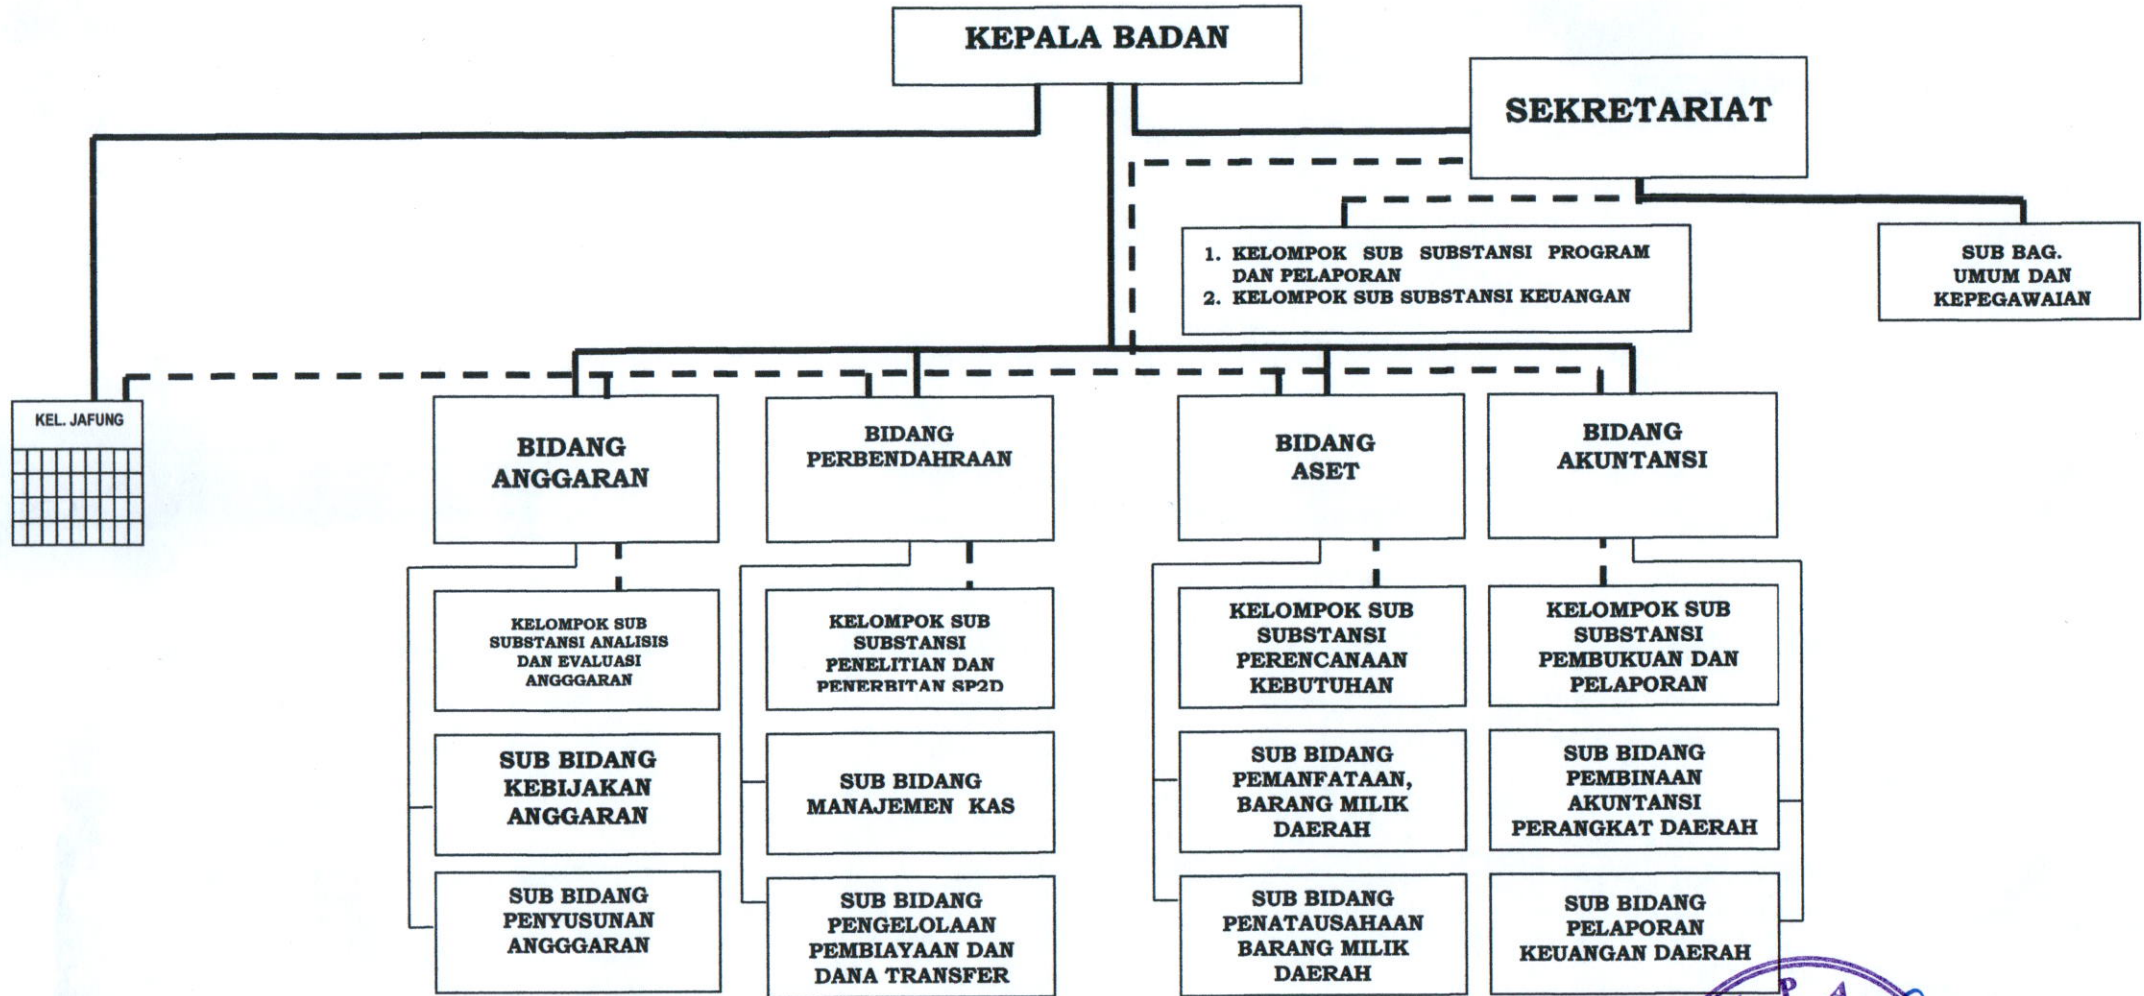 KEPALA BADAN
SEKRETARIAT
1. KELOMPOK SUB SUBSTANSI PROGRAM
DAN PELAPORAN
2. KELOMPOK SUB SUBSTANSI KEUANGAN
SUB BAG.
UMUM DAN
KEPEGAWAIAN
KEL. JAFUNG
BIDANG
ANGGARAN
BIDANG
PERBENDAHRAAN
BIDANG
ASET
BIDANG
AKUNTANSI
KELOMPOK SUB
SUBSTANSI ANALISIS
DAN EVALUASI
ANGGGARAN
KELOMPOK SUB
SUBSTANSI
PENELITIAN DAN
PENERBITAN SP2D
KELOMPOK SUB
SUBSTANSI
PERENCANAAN
KEBUTUHAN
KELOMPOK SUB
SUBSTANSI
PEMBUKUAN DAN
PELAPORAN
SUB BIDANG
KEBIJAKAN
ANGGARAN
SUB BIDANG
MANAJEMEN KAS
SUB BIDANG
PEMANFATAAN,
BARANG MILIK
DAERAH
SUB BIDANG
PEMBINAAN
AKUNTANSI
PERANGKAT DAERAH
SUB BIDANG
PENYUSUNAN
ANGGGARAN
SUB BIDANG
PENGELOLAAN
PEMBIAYAAN DAN
DANA TRANSFER
SUB BIDANG
PENATAUSAHAAN
BARANG MILIK
DAERAH
SUB BIDANG
PELAPORAN
KEUANGAN DAERAH
P A